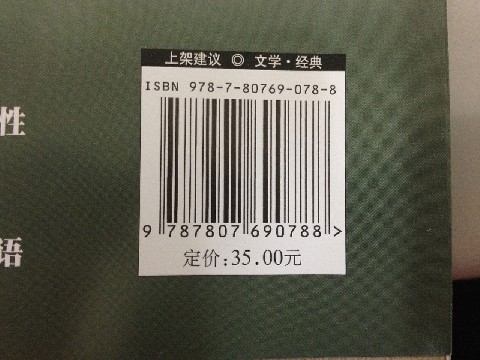 上架建议 ◎ 文学·经典
ISBN 978-7-80769-078-8
9 787807 690788 >
定价:35.00元
性
语